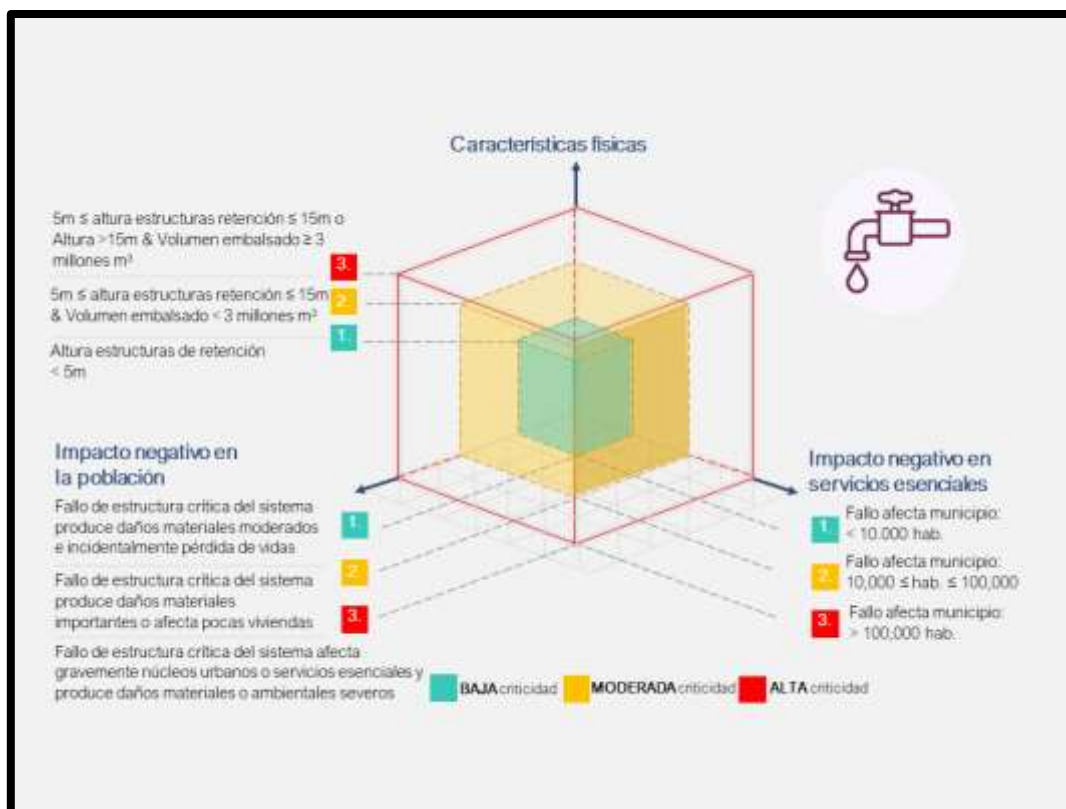 Características físicas
5m ≤ altura estructuras retención ≤ 15m o
Altura >15m & Volumen embalsado ≥ 3
millones m³
3.
5m ≤ altura estructuras retención ≤ 15m
& Volumen embalsado < 3 millones m³
2.
1.
Altura estructuras de retención
< 5m
Impacto negativo en
la población
Fallo de estructura crítica del sistema
produce daños materiales moderados
e incidentalmente pérdida de vidas
1.
Fallo de estructura crítica del sistema
produce daños materiales
importantes o afecta pocas viviendas
2.
3.
Fallo de estructura crítica del sistema afecta
gravemente núcleos urbanos o servicios esenciales y
produce daños materiales o ambientales severos
Impacto negativo en
servicios esenciales
1. Fallo afecta municipio:
< 10.000 hab.
2. Fallo afecta municipio:
10,000 ≤ hab. ≤ 100,000
3. Fallo afecta municipio:
> 100,000 hab.
BAJA criticidad MODERADA criticidad ALTA criticidad